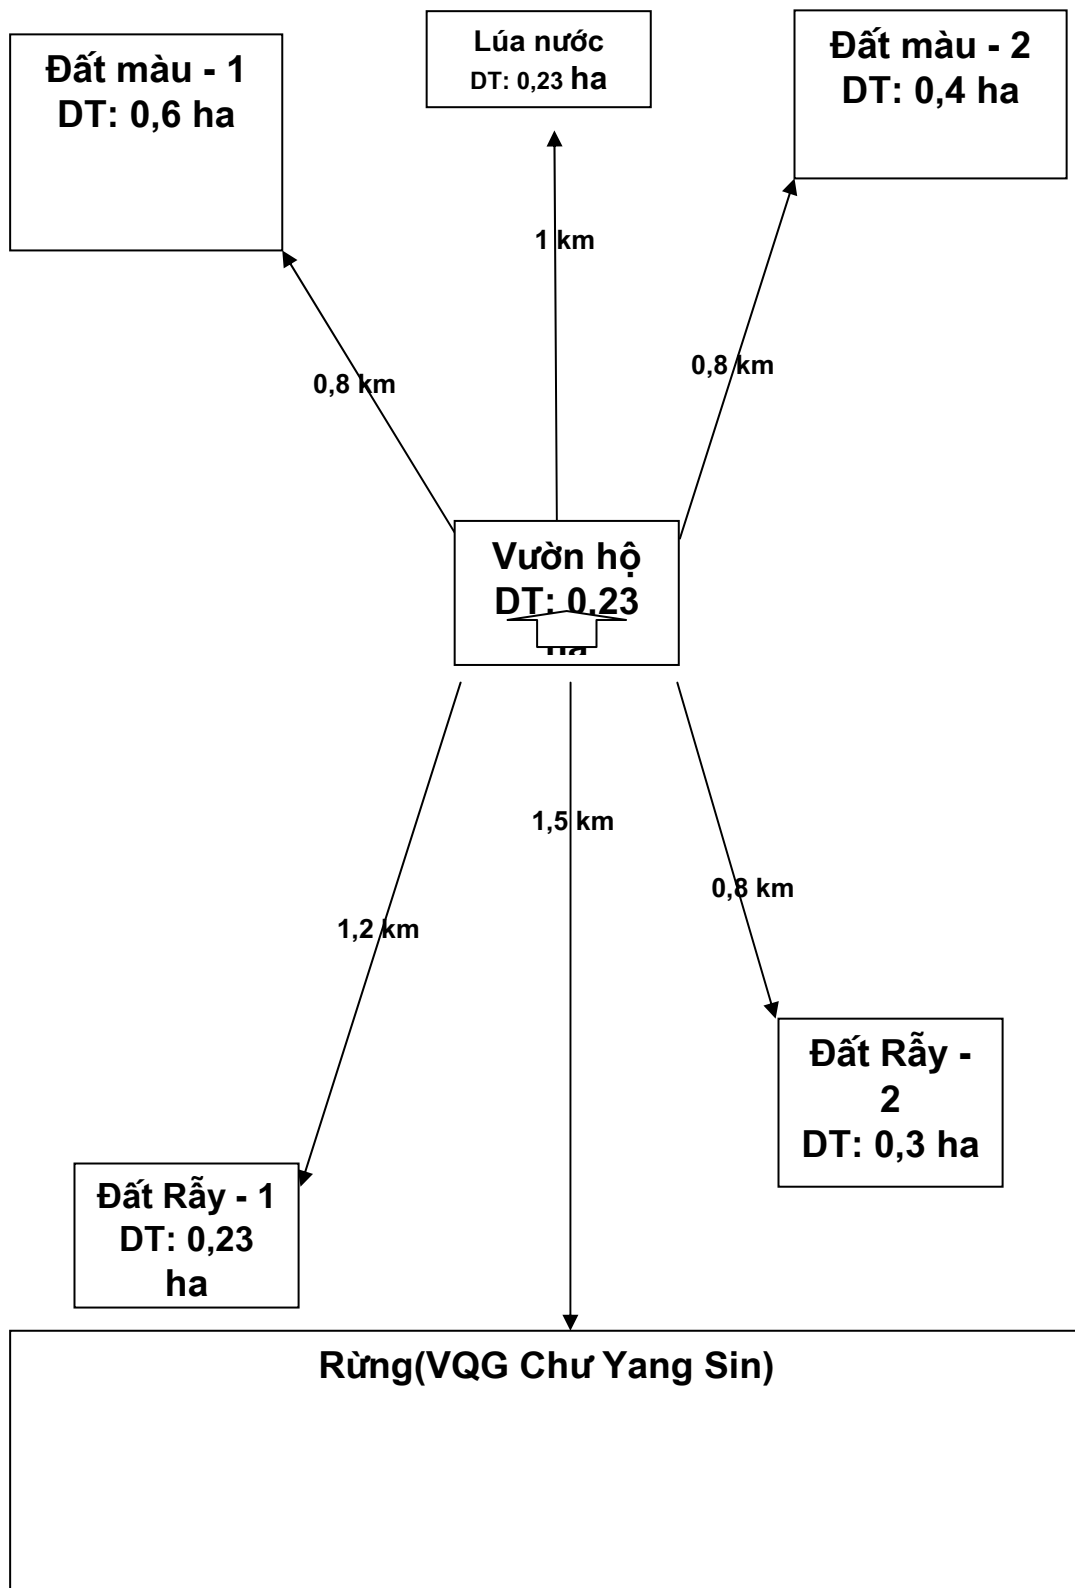 Đất màu - 1
DT: 0,6 ha
Lúa nước
DT: 0,23 ha
Đất màu - 2
DT: 0,4 ha
1 km
0,8 km
0,8 km
Vườn hộ
DT: 0,23
ha
1,5 km
0,8 km
1,2 km
Đất Rẫy -
2
DT: 0,3 ha
Đất Rẫy - 1
DT: 0,23
ha
Rừng(VQG Chư Yang Sin)